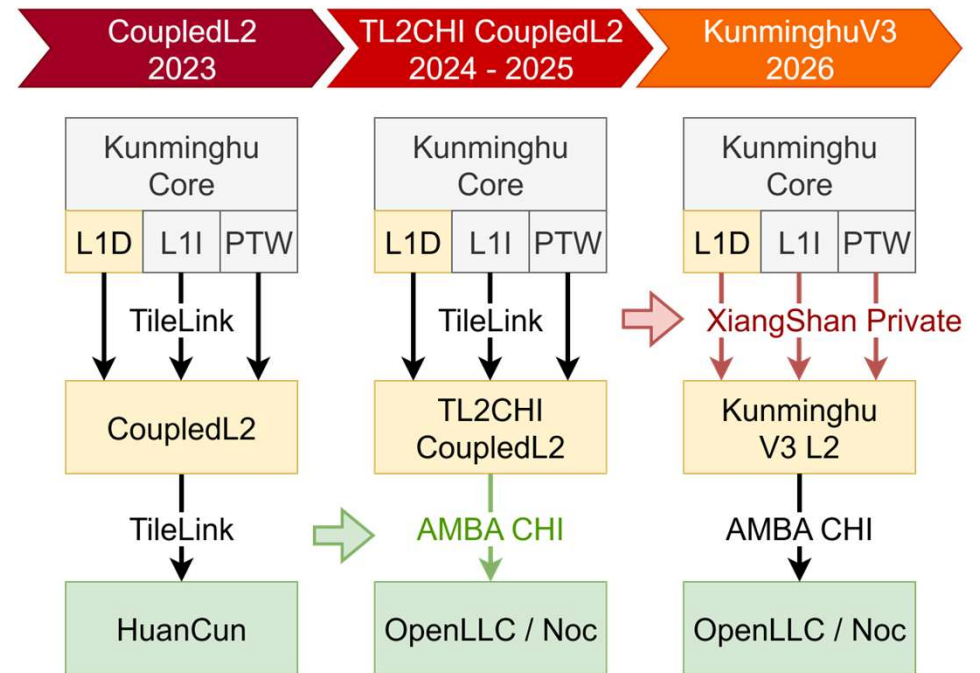 CoupledL2
2023
TL2CHI CoupledL2
2024 - 2025
KunminghuV3
2026
Kunminghu
Core
L1D
L1I
PTW
TileLink
CoupledL2
TileLink
HuanCun
Kunminghu
Core
L1D
L1I
PTW
TileLink
TL2CHI
CoupledL2
AMBA CHI
OpenLLC / Noc
Kunminghu
Core
L1D
L1I
PTW
XiangShan Private
Kunminghu
V3 L2
AMBA CHI
OpenLLC / Noc